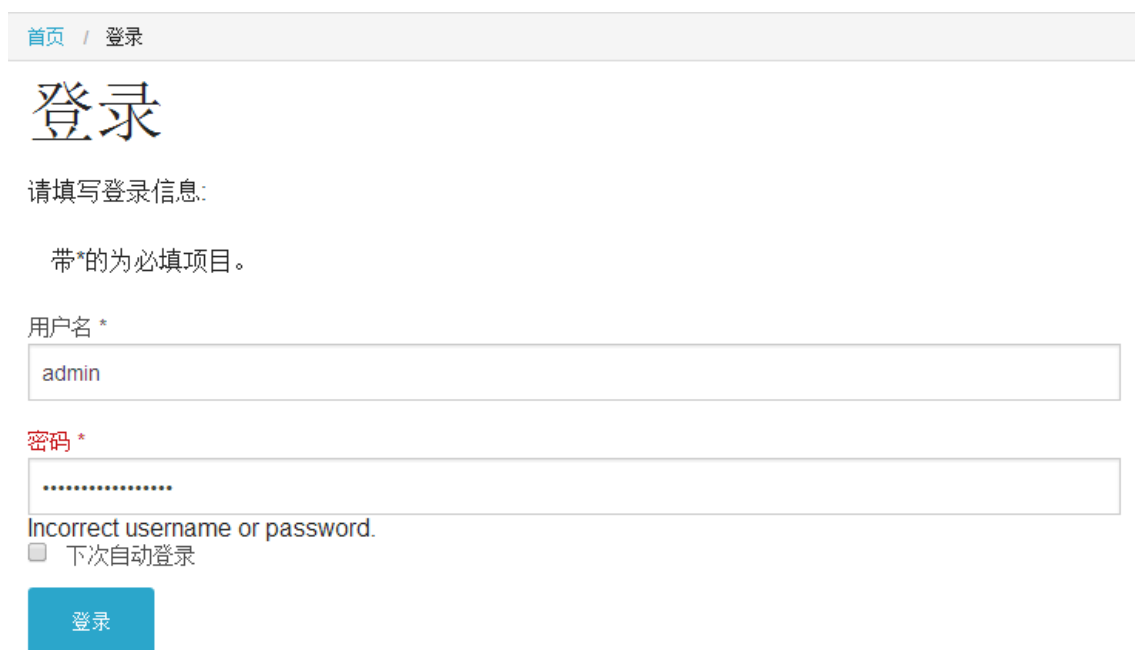 首页 / 登录
登录
请填写登录信息:
带*的为必填项目。
用户名 *
admin
密码 *
•••••••••••••••••
Incorrect username or password.
下次自动登录
登录